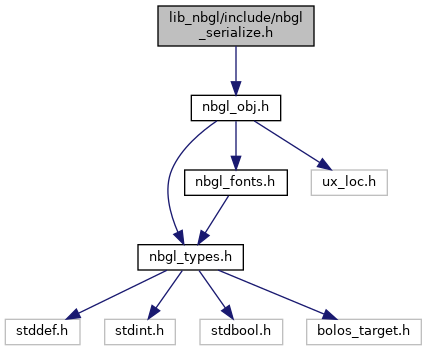 lib_nbgl/include/nbgl
_serialize.h
nbgl_obj.h
nbgl_fonts.h
ux_loc.h
nbgl_types.h
stddef.h
stdint.h
stdbool.h
bolos_target.h